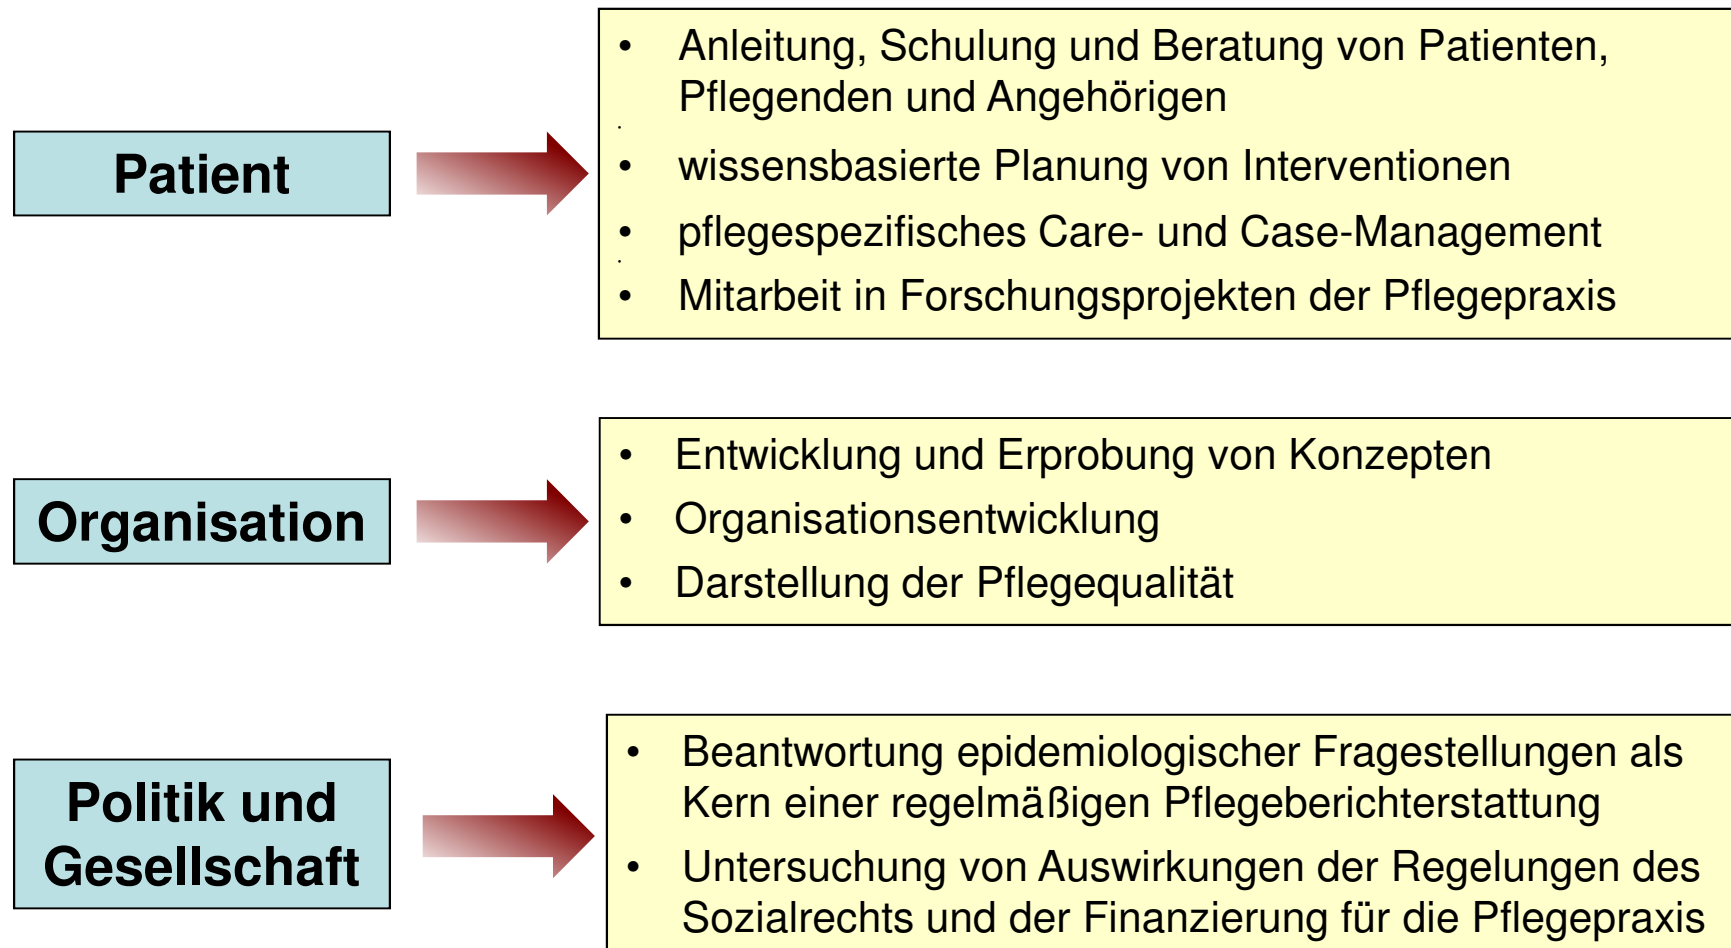 Patient
• Anleitung, Schulung und Beratung von Patienten,
Pflegenden und Angehörigen
• wissensbasierte Planung von Interventionen
• pflegespezifisches Care- und Case-Management
• Mitarbeit in Forschungsprojekten der Pflegepraxis
Organisation
• Entwicklung und Erprobung von Konzepten
• Organisationsentwicklung
• Darstellung der Pflegequalität
Politik und
Gesellschaft
• Beantwortung epidemiologischer Fragestellungen als
Kern einer regelmäßigen Pflegeberichterstattung
• Untersuchung von Auswirkungen der Regelungen des
Sozialrechts und der Finanzierung für die Pflegepraxis